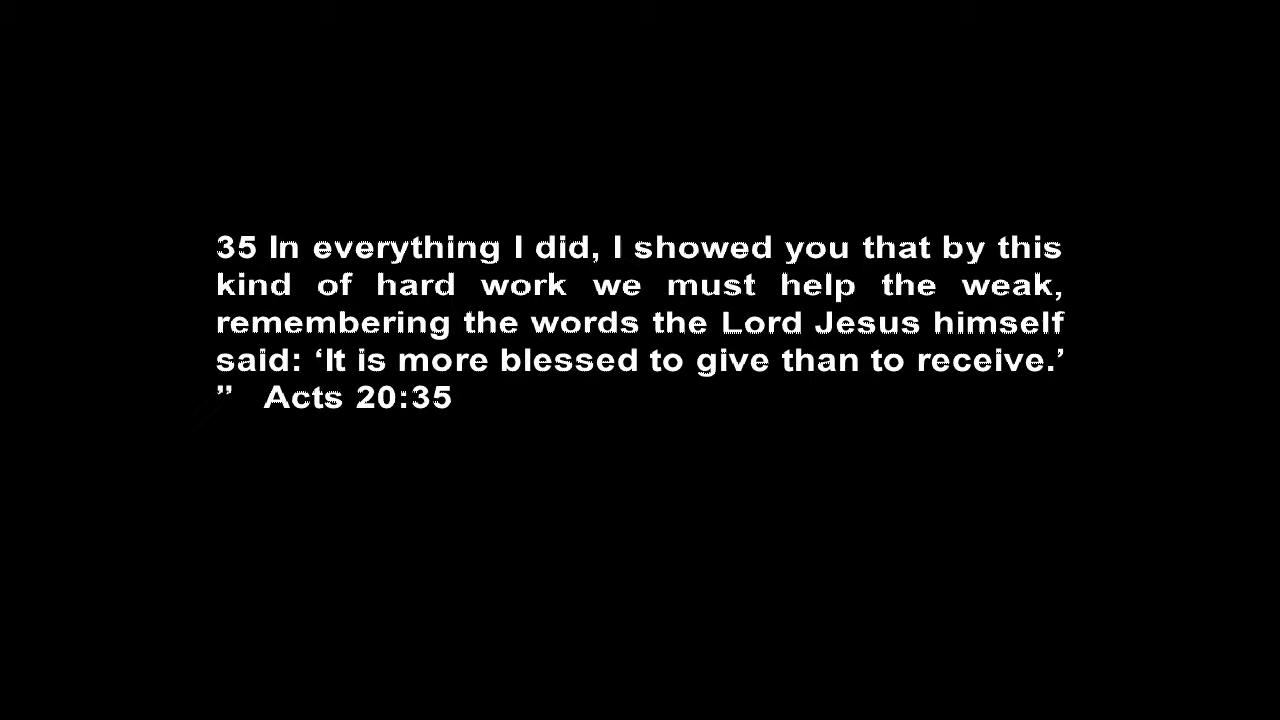 35 In everything I did, I showed you that by this
kind of hard work we must help the weak,
remembering the words the Lord Jesus himself
said: ‘It is more blessed to give than to receive.’
” Acts 20:35